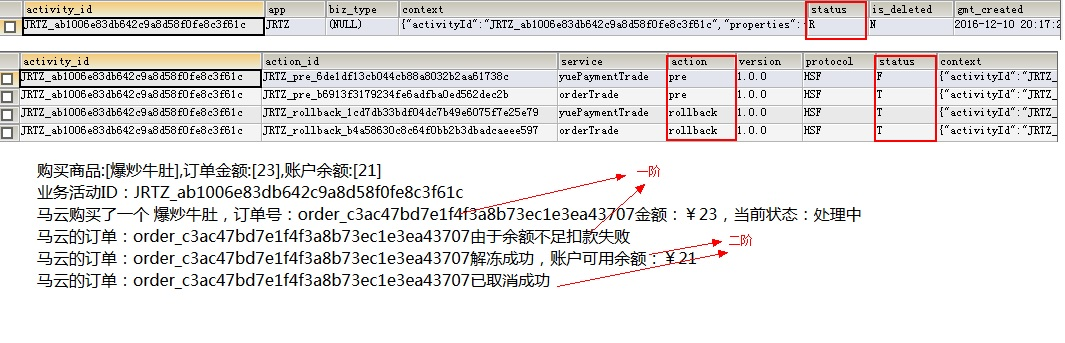 activity_id app biz_type context status is_deleted gmt_created
JRTZ_ab1006e83db642c9a8d58f0fe8c3f61c JRTZ (NULL) {"activityId":"JRTZ_ab1006e83db642c9a8d58f0fe8c3f61c","properties": R N 2016-12-10 20:17:2
activity_id action_id service action version protocol status context
JRTZ_ab1006e83db642c9a8d58f0fe8c3f61c JRTZ_pre_6de1df13cb044cb88a8032b2aa61738c yuePaymentTrade pre 1.0.0 HSF F {"activityId":"JRTZ_
JRTZ_ab1006e83db642c9a8d58f0fe8c3f61c JRTZ_pre_b6913f3179234fe6adfba0ed562dec2b orderTrade pre 1.0.0 HSF T {"activityId":"JRTZ_
JRTZ_ab1006e83db642c9a8d58f0fe8c3f61c JRTZ_rollback_1cd7db33bdf04dc7b49e6075f7e25e79 yuePaymentTrade rollback 1.0.0 HSF T {"activityId":"JRTZ_
JRTZ_ab1006e83db642c9a8d58f0fe8c3f61c JRTZ_rollback_b4a58630c8c64f0bb2b3dbadcaeee597 orderTrade rollback 1.0.0 HSF T {"activityId":"JRTZ_
购买商品:[爆炒牛肚],订单金额:[23],账户余额:[21]
一阶
业务活动ID：JRTZ_ab1006e83db642c9a8d58f0fe8c3f61c
马云购买了一个 爆炒牛肚，订单号：order_c3ac47bd7e1f4f3a8b73ec1e3ea43707金额：￥23，当前状态：处理中
马云的订单：order_c3ac47bd7e1f4f3a8b73ec1e3ea43707由于余额不足扣款失败
二阶
马云的订单：order_c3ac47bd7e1f4f3a8b73ec1e3ea43707解冻成功，账户可用余额：￥21
马云的订单：order_c3ac47bd7e1f4f3a8b73ec1e3ea43707已取消成功